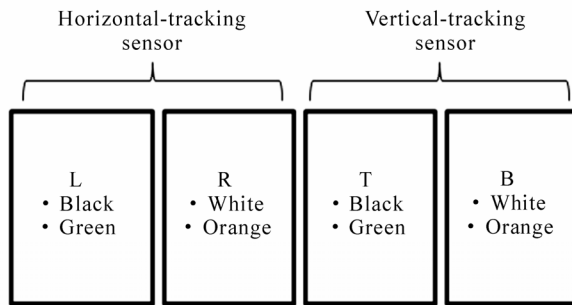 Horizontal-tracking
sensor
Vertical-tracking
sensor
L
• Black
• Green
R
• White
• Orange
T
• Black
• Green
B
• White
• Orange